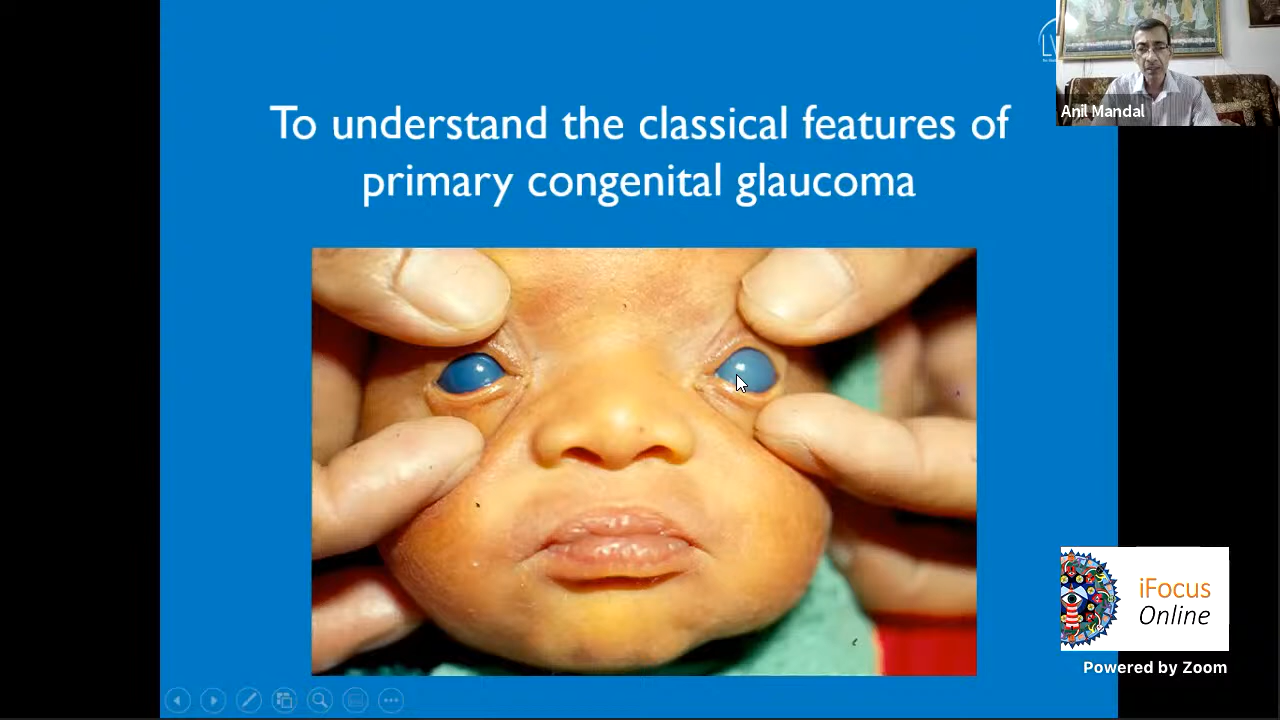 To understand the classical features of
primary congenital glaucoma
Anil Mandal
iFocus
Online
Powered by Zoom